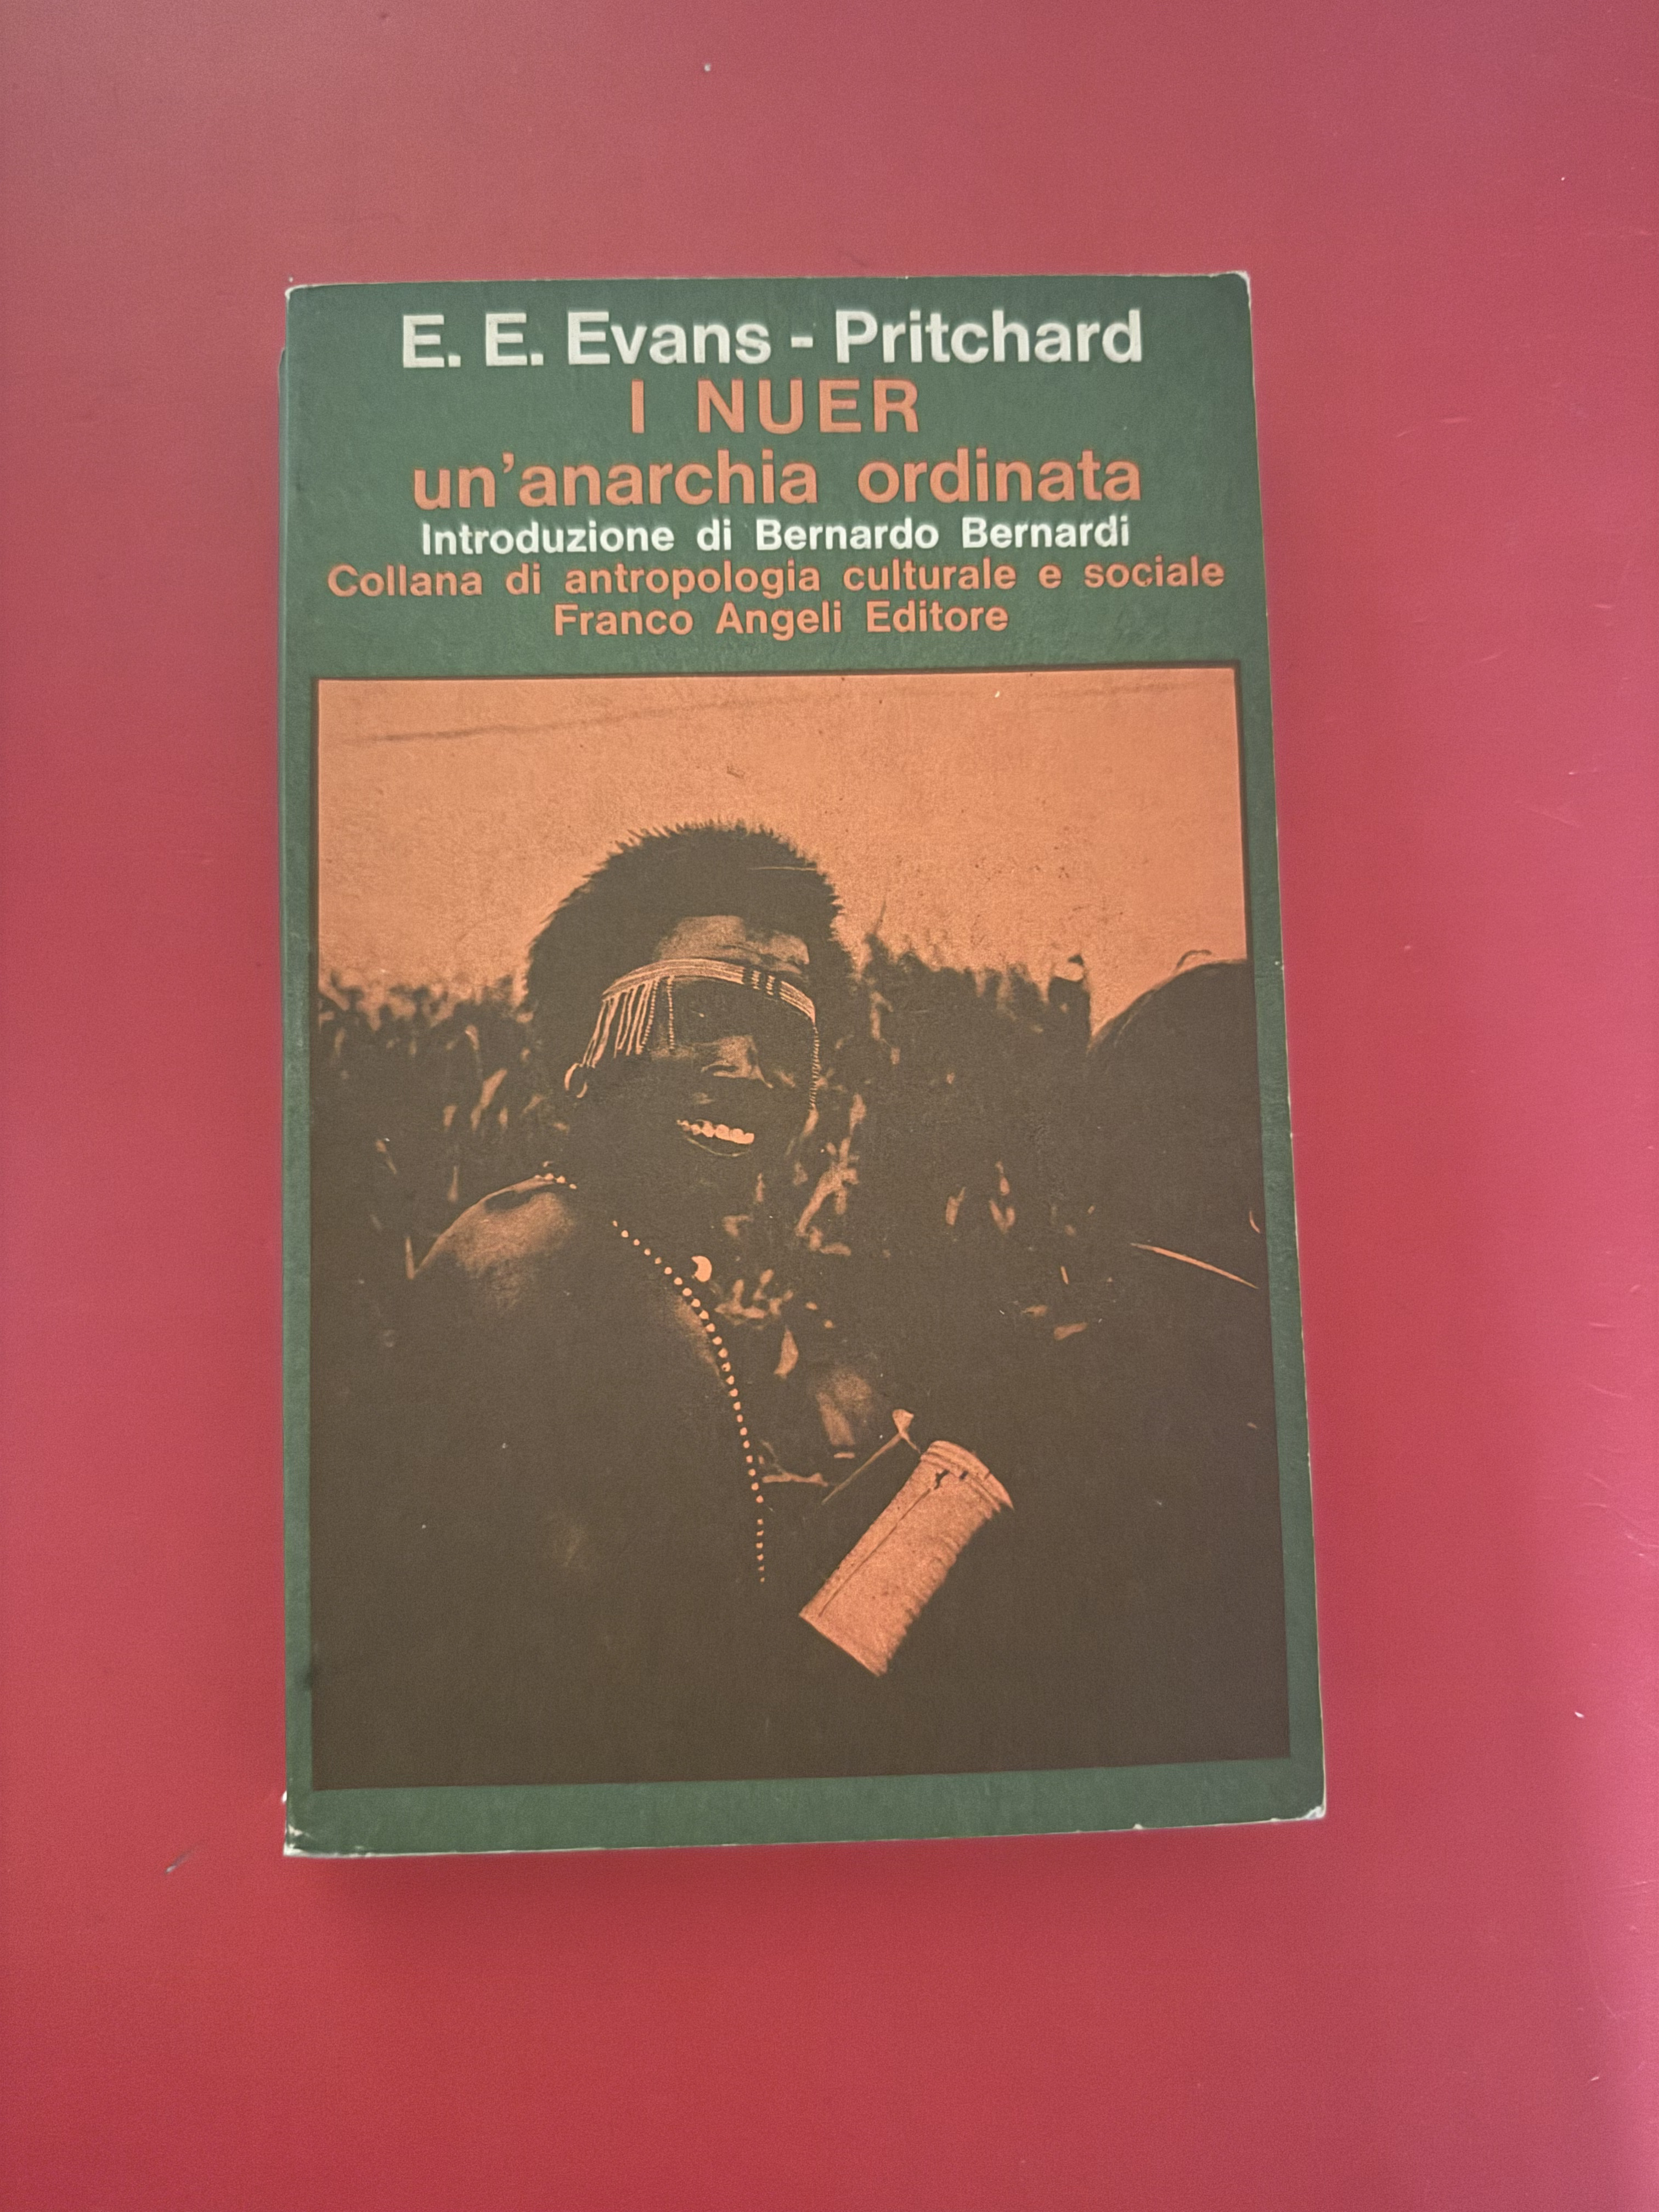 E. E. Evans - Pritchard
I NUER
un'anarchia ordinata
Introduzione di Bernardo Bernardi
Collana di antropologia culturale e sociale
Franco Angeli Editore